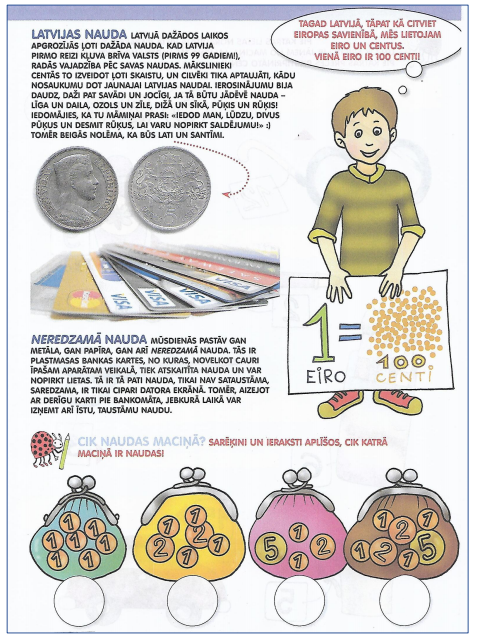 LATVIJAS NAUDA LATVIJĀ DAŽĀDOS LAIKOS
APGROZĪJĀS ĻOTI DAŽĀDA NAUDA. KAD LATVIJA
PIRMO REIZI KĻUVA BRĪVA VALSTS (PIRMS 99 GADIEM!),
RADĀS VAJADZĪBA PĒC SAVAS NAUDAS. MĀKSLINIEKI
CENTĀS TO IZVEIDOT ĻOTI SKAISTU, UN CILVĒKI TIKA APTAUJĀTI, KĀDU
NOSAUKUMU DOT JAUNAJAI LATVIJAS NAUDAI. IEROSINĀJUMU BIJA
DAUDZ, DAŽI PAT SAVĀDI UN JOCĪGI, JA TĀ BŪTU JĀDĒVĒ NAUDA –
LĪGA UN DAILA, OZOLS UN ZĪLE, DIŽĀ UN SĪKĀ, PŪĶIS UN RŪĶIS!
IEDOMĀJIES, KA TU MĀMIŅAI PRASI: «IEDOD MAN, LŪDZU, DIVUS
PŪĶUS UN DESMIT RŪĶUS, LAI VARU NOPIRKT SALDĒJUMU!» :)
TOMĒR BEIGĀS NOLĒMA, KA BŪS LATI UN SANTĪMI.
TAGAD LATVIJĀ, TĀPAT KĀ CITVIET
EIROPAS SAVIENĪBĀ, MĒS LIETOJAM
EIRO UN CENTUS.
VIENĀ EIRO IR 100 CENTI!
VISA
VISA
VISA
1 =
EIRO
100
CENTI
NEREDZAMĀ NAUDA MŪSDIENĀS PASTĀV GAN
METĀLA, GAN PAPĪRA, GAN ARĪ NEREDZAMĀ NAUDA. TĀS IR
PLASTMASAS BANKAS KARTES, NO KURAS, NOVELKOT CAURI
ĪPAŠAM APARĀTAM VEIKALĀ, TIEK ATSKAITĪTA NAUDA UN VAR
NOPIRKT LIETAS. TĀ IR TĀ PATI NAUDA, TIKAI NAV SATAUSTĀMA,
SAREDZAMA, IR TIKAI CIPARI DATORA EKRĀNĀ. TOMĒR, AIZEJOT
AR DERĪGU KARTI PIE BANKOMĀTA, JEBKURĀ LAIKĀ VAR
IZŅEMT ARĪ ĪSTU, TAUSTĀMU NAUDU.
CIK NAUDAS MACIŅĀ? SARĒĶINI UN IERAKSTI APLĪŠOS, CIK KATRĀ
MACIŅĀ IR NAUDAS!
1 1 1 1 1 1 1
1 1 2 2 1
5 1 1 2
1 2 1 1 2 5